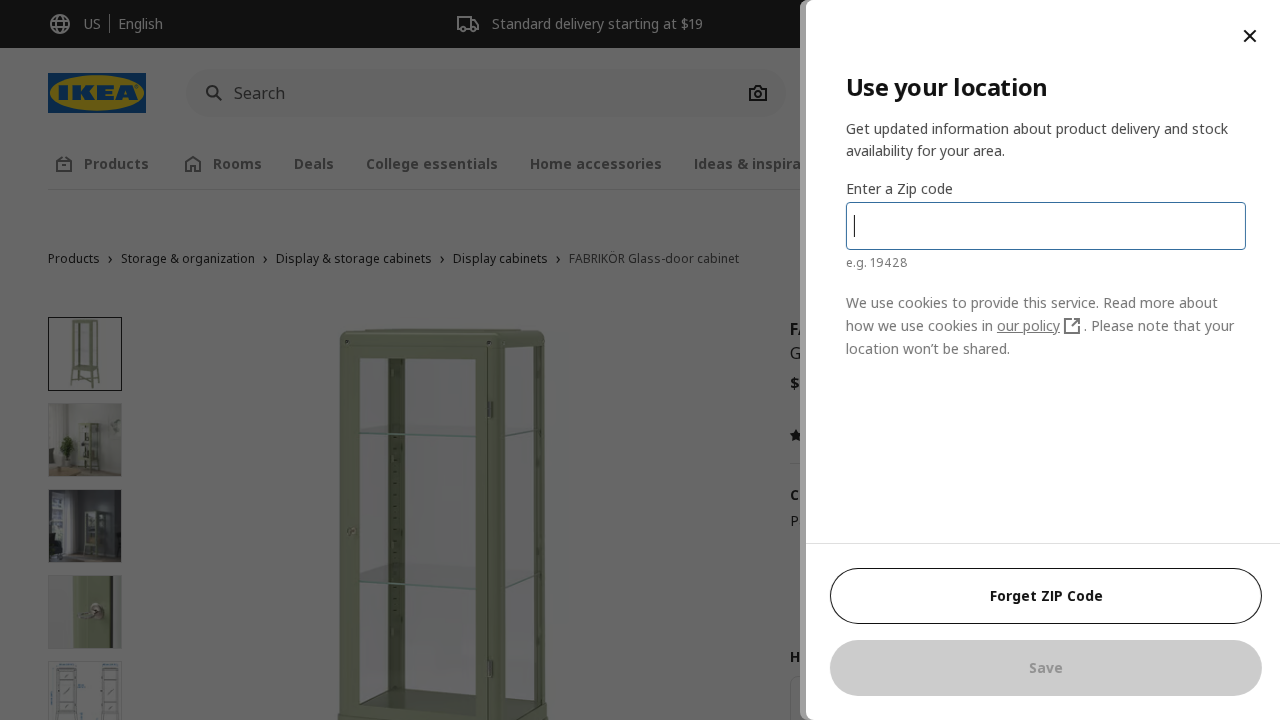 US
English
Standard delivery starting at $19
IKEA
Search
Products
Rooms
Deals
College essentials
Home accessories
Ideas & inspira
Products › Storage & organization › Display & storage cabinets › Display cabinets › FABRIKÖR Glass-door cabinet
Use your location
Get updated information about product delivery and stock
availability for your area.
Enter a Zip code
e.g. 19428
We use cookies to provide this service. Read more about
how we use cookies in our policy . Please note that your
location won’t be shared.
Forget ZIP Code
Save